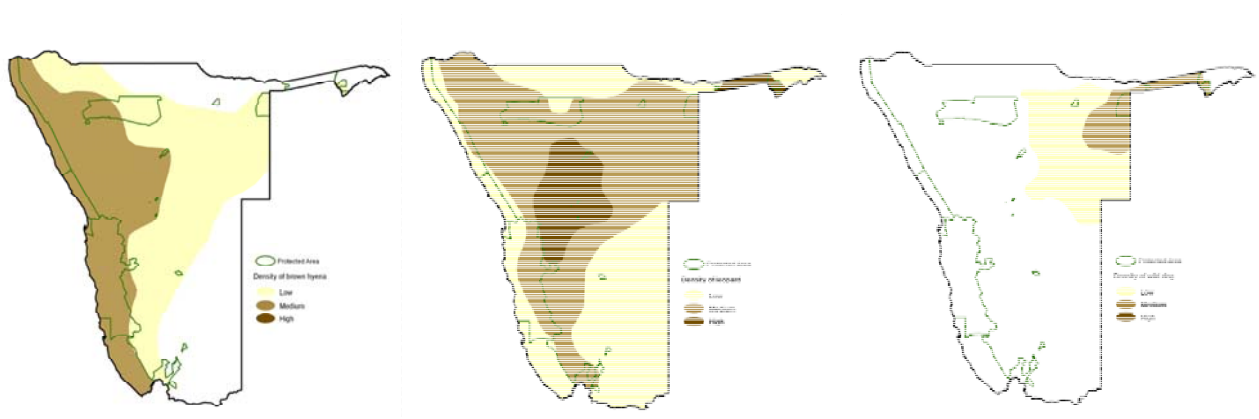 Protected Area
Density of brown hyena
Low
Medium
High
Protected Area
Density of leopard
Low
Medium
High
Protected Area
Density of wild dog
Low
Medium
High